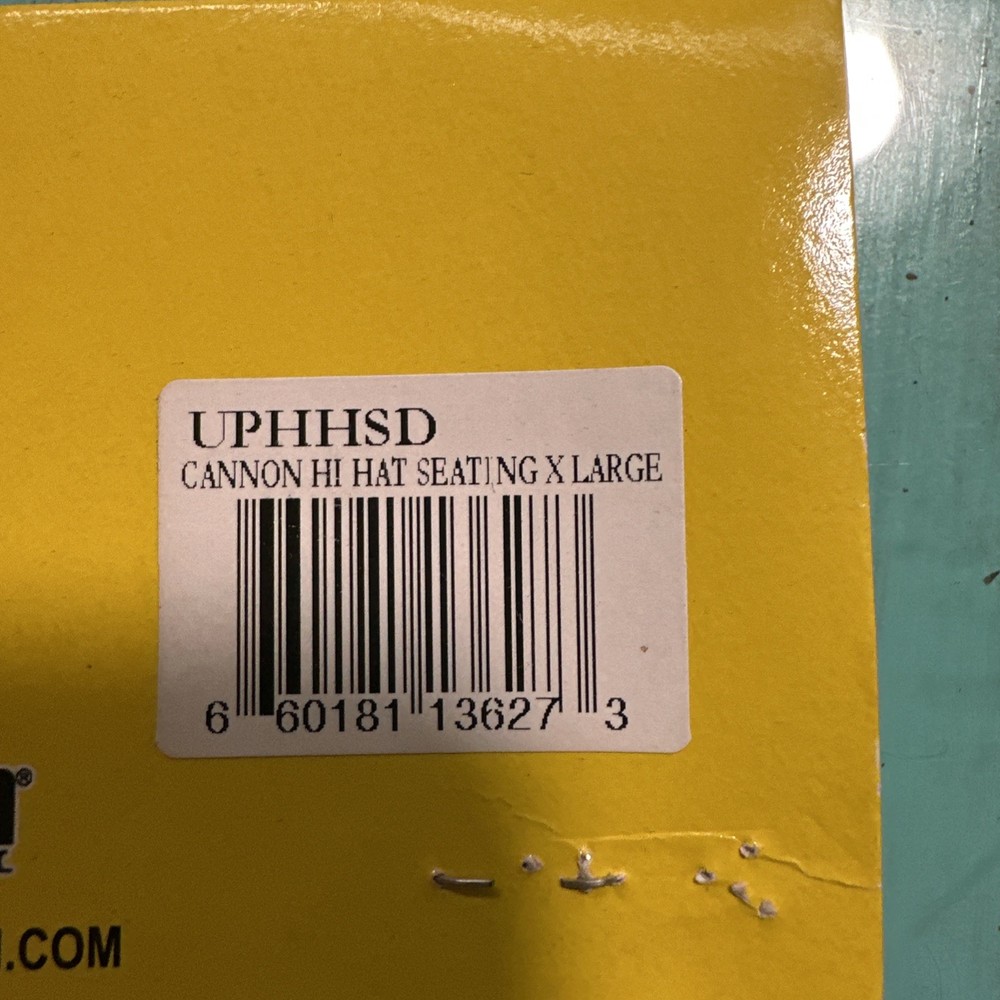 UPHHSD
CANNON HI HAT SEATING X LARGE
6 60181 13627 3
®
.COM